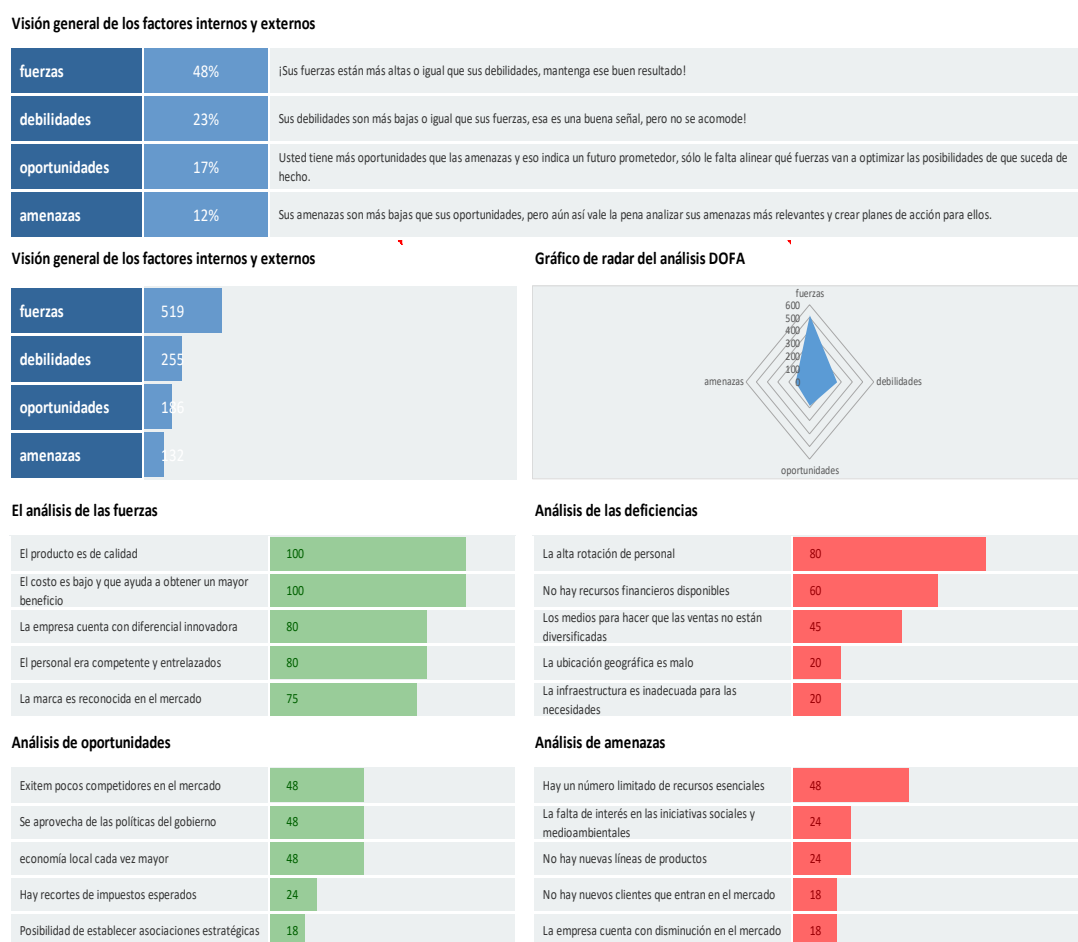 Visión general de los factores internos y externos
fuerzas 48% ¡Sus fuerzas están más altas o igual que sus debilidades, mantenga ese buen resultado!
debilidades 23% Sus debilidades son más bajas o igual que sus fuerzas, esa es una buena señal, pero no se acomode!
oportunidades 17% Usted tiene más oportunidades que las amenazas y eso indica un futuro prometedor, sólo le falta alinear qué fuerzas van a optimizar las posibilidades de que suceda de
hecho.
amenazas 12% Sus amenazas son más bajas que sus oportunidades, pero aún así vale la pena analizar sus amenazas más relevantes y crear planes de acción para ellos.
Visión general de los factores internos y externos
fuerzas 519
debilidades 255
oportunidades 186
amenazas 132
Gráfico de radar del análisis DOFA
fuerzas
600
500
400
300
200
100
0
amenazas
debilidades
oportunidades
El análisis de las fuerzas
El producto es de calidad 100
El costo es bajo y que ayuda a obtener un mayor
beneficio 100
La empresa cuenta con diferencial innovadora 80
El personal era competente y entrelazados 80
La marca es reconocida en el mercado 75
Análisis de las deficiencias
La alta rotación de personal 80
No hay recursos financieros disponibles 60
Los medios para hacer que las ventas no están
diversificadas 45
La ubicación geográfica es malo 20
La infraestructura es inadecuada para las
necesidades 20
Análisis de oportunidades
Exitem pocos competidores en el mercado 48
Se aprovecha de las políticas del gobierno 48
economía local cada vez mayor 48
Hay recortes de impuestos esperados 24
Posibilidad de establecer asociaciones estratégicas 18
Análisis de amenazas
Hay un número limitado de recursos esenciales 48
La falta de interés en las iniciativas sociales y
medioambientales 24
No hay nuevas líneas de productos 24
No hay nuevos clientes que entran en el mercado 18
La empresa cuenta con disminución en el mercado 18